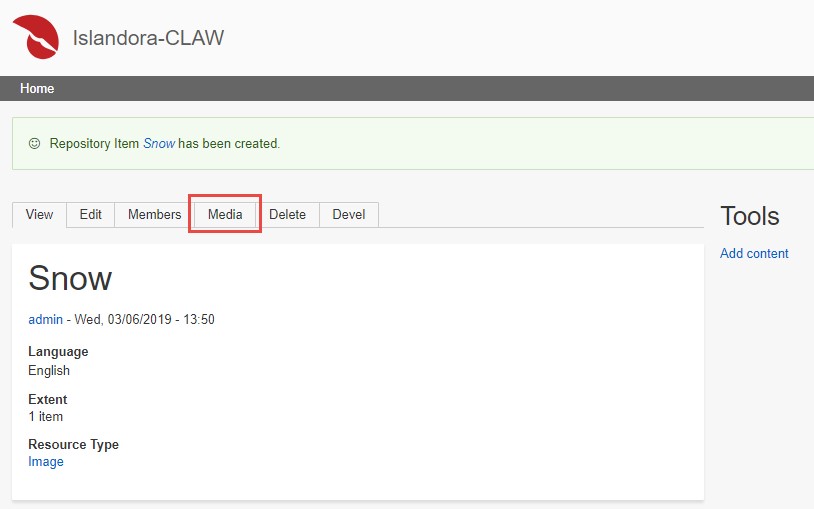 Islandora-CLAW
Home
Repository Item Snow has been created.
View Edit Members Media Delete Devel
Tools
Add content
Snow
admin - Wed, 03/06/2019 - 13:50
Language
English
Extent
1 item
Resource Type
Image